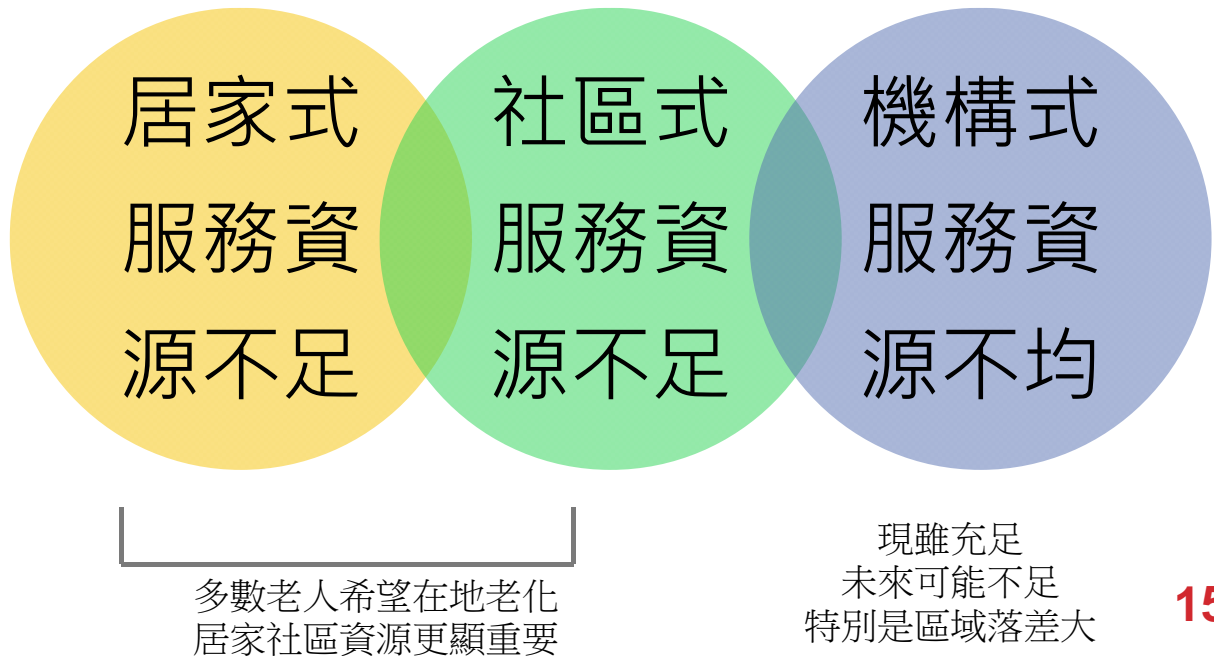 居家式
服務資
源不足
社區式
服務資
源不足
機構式
服務資
源不均
多數老人希望在地老化
居家社區資源更顯重要
現雖充足
未來可能不足
特別是區域落差大
15